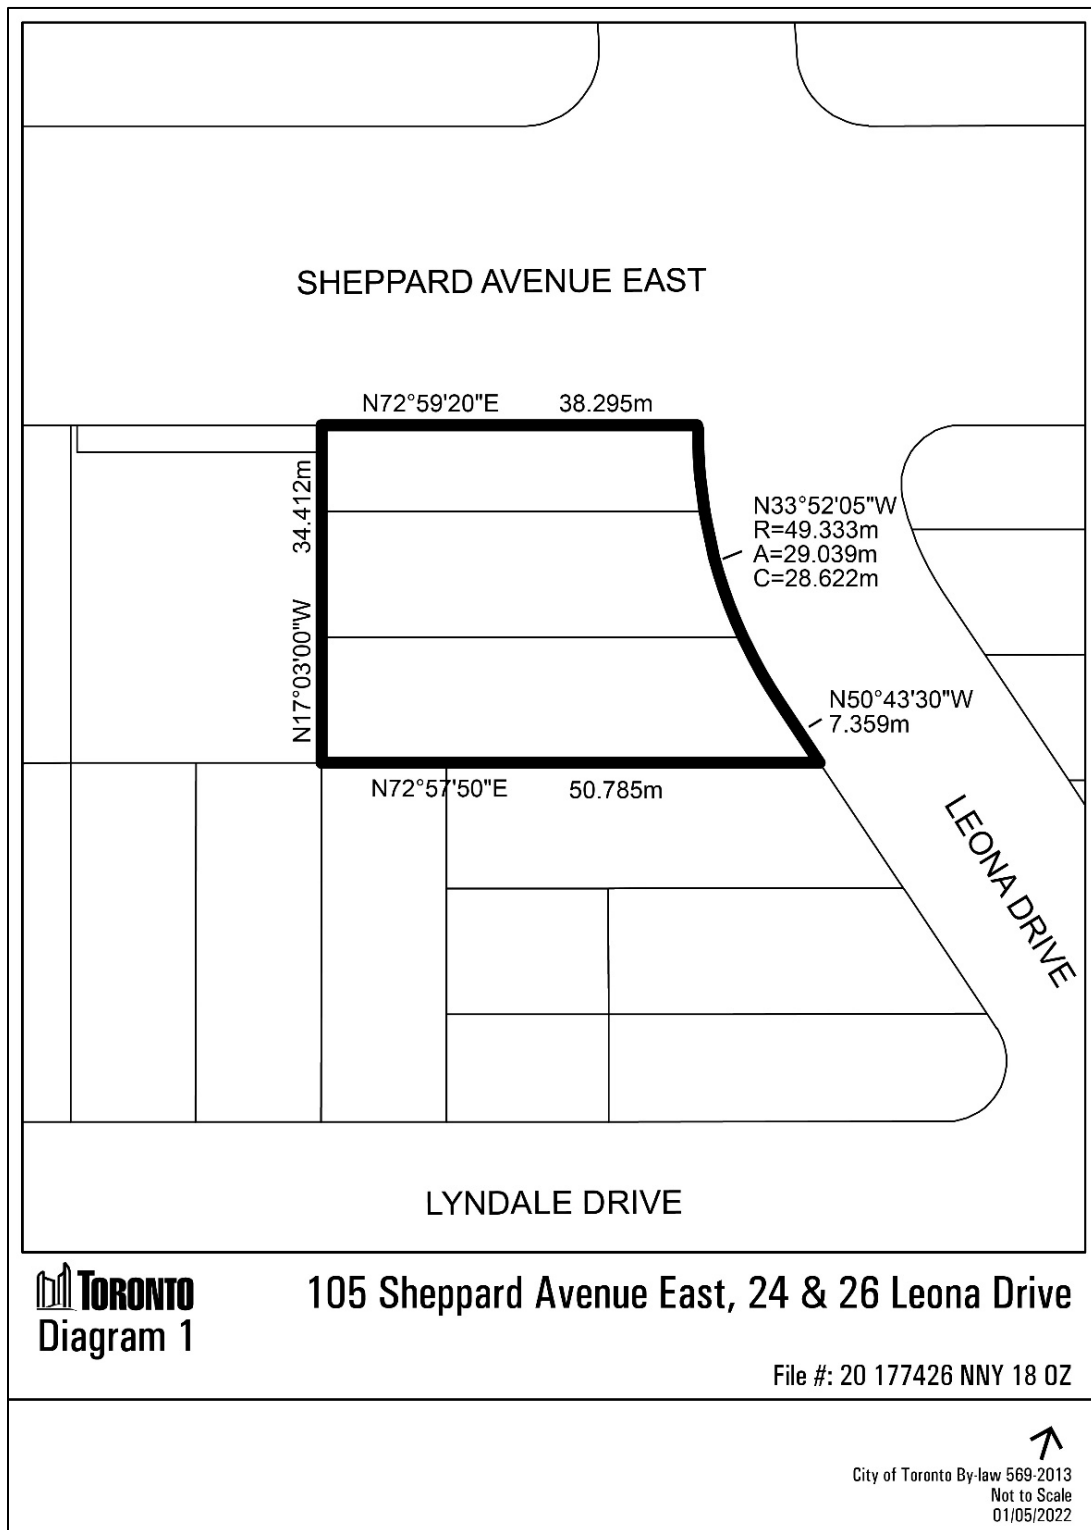 SHEPPARD AVENUE EAST
N72°59'20"E 38.295m
34.412m
N17°03'00"W
N33°52'05"W
R=49.333m
A=29.039m
C=28.622m
N50°43'30"W
7.359m
N72°57'50"E 50.785m
LEONA DRIVE
LYNDALE DRIVE
TORONTO
Diagram 1
105 Sheppard Avenue East, 24 & 26 Leona Drive
File #: 20 177426 NNY 18 OZ
City of Toronto By-law 569-2013
Not to Scale
01/05/2022